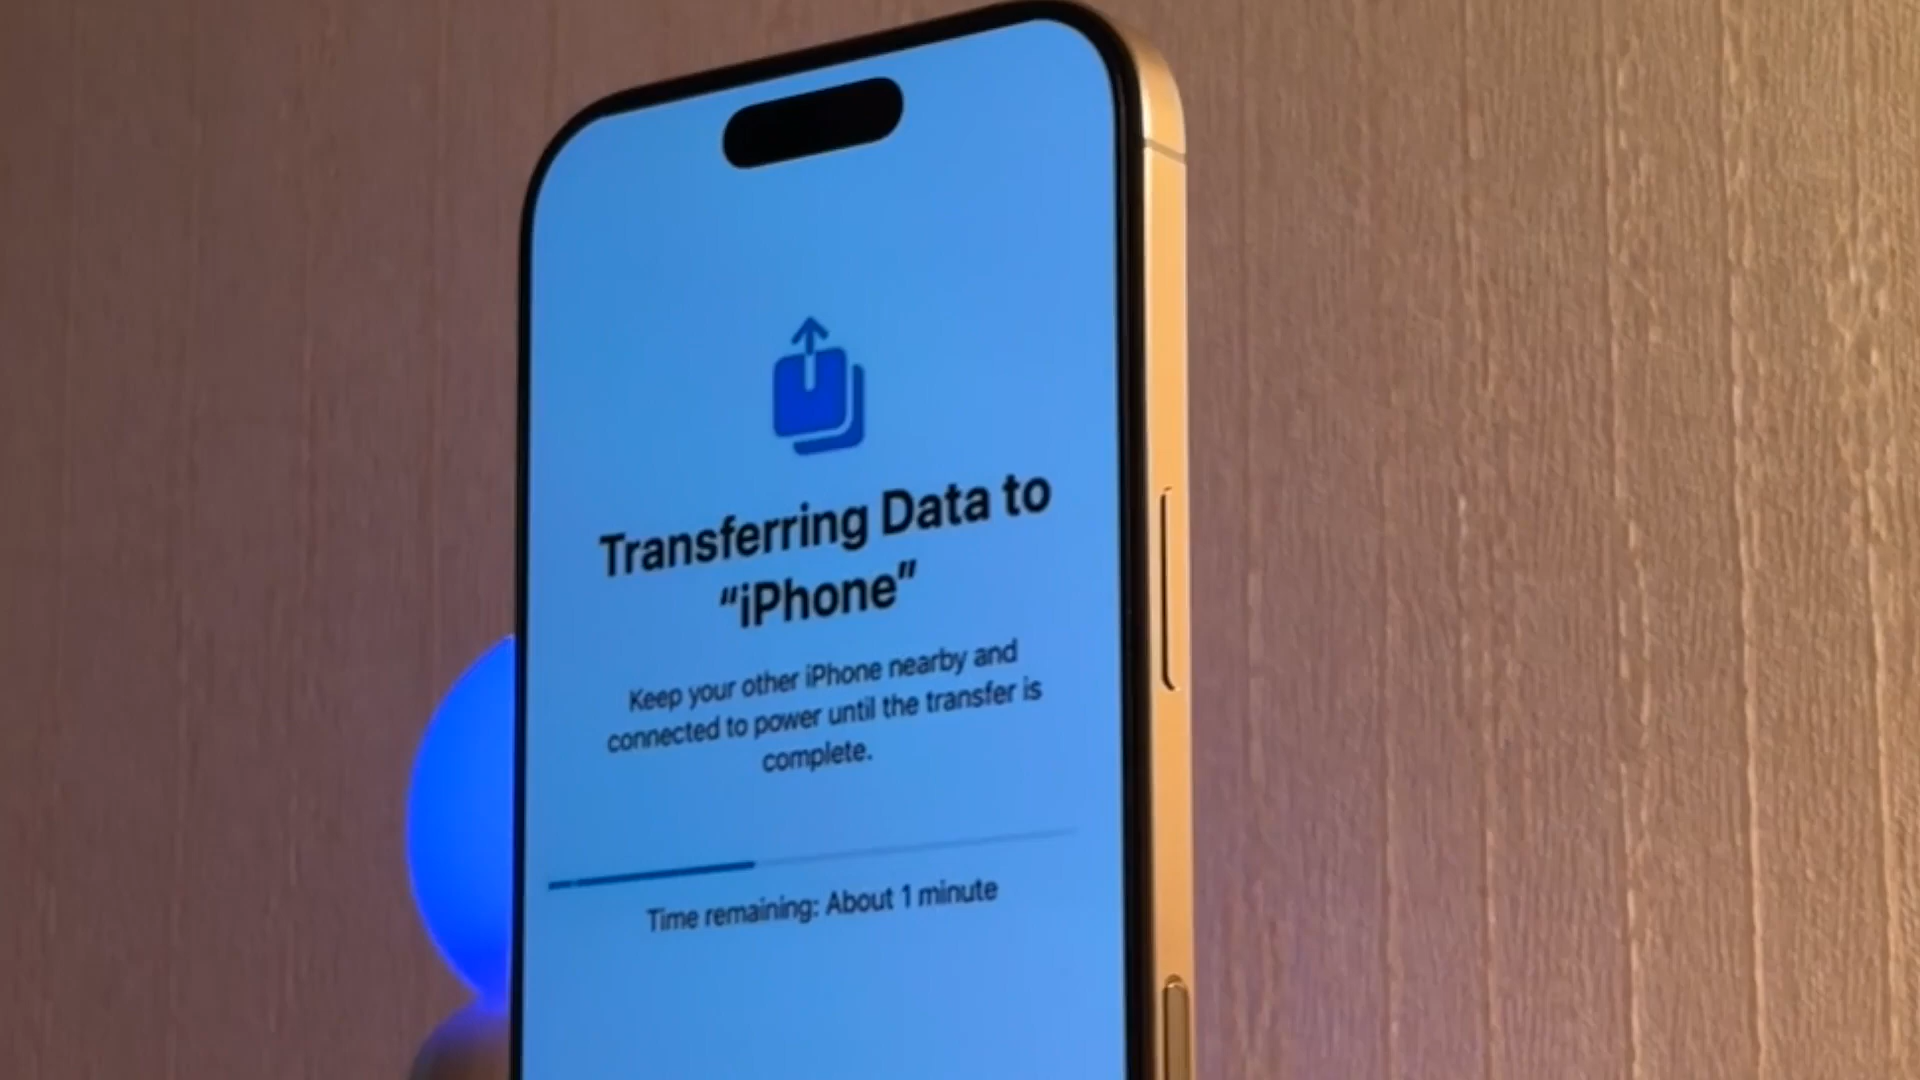 Transferring Data to
“iPhone”
Keep your other iPhone nearby and
connected to power until the transfer is
complete.
Time remaining: About 1 minute